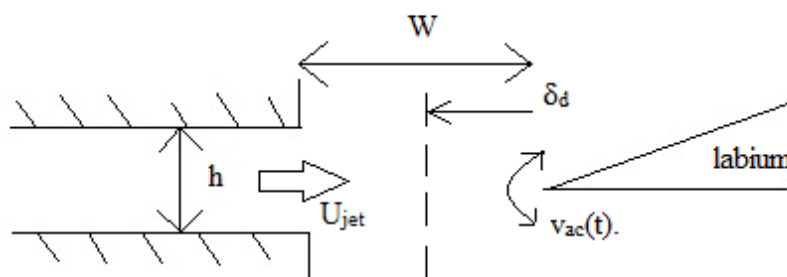 W
δd
h
labium
Ujet
vac(t).